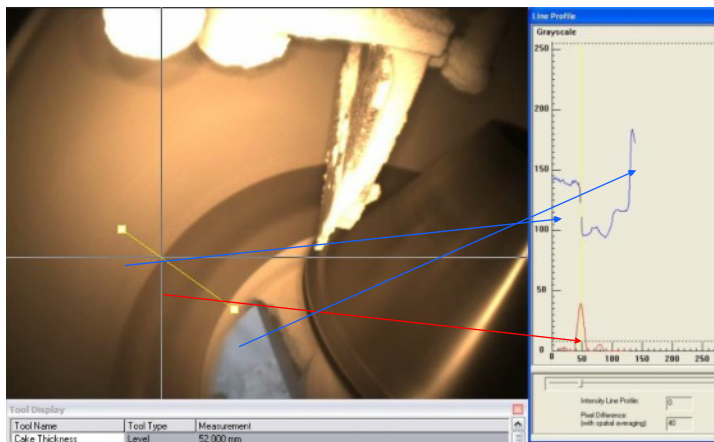 Line Profile
Grayscale
250
200
150
100
50
0
0 50 100 150 200 250
Intensity Line Profile: 0
Pixel Difference:
(with spatial averaging) 40
Tool Display
Tool Name Tool Type Measurement
Cake Thickness Level 52.000 mm